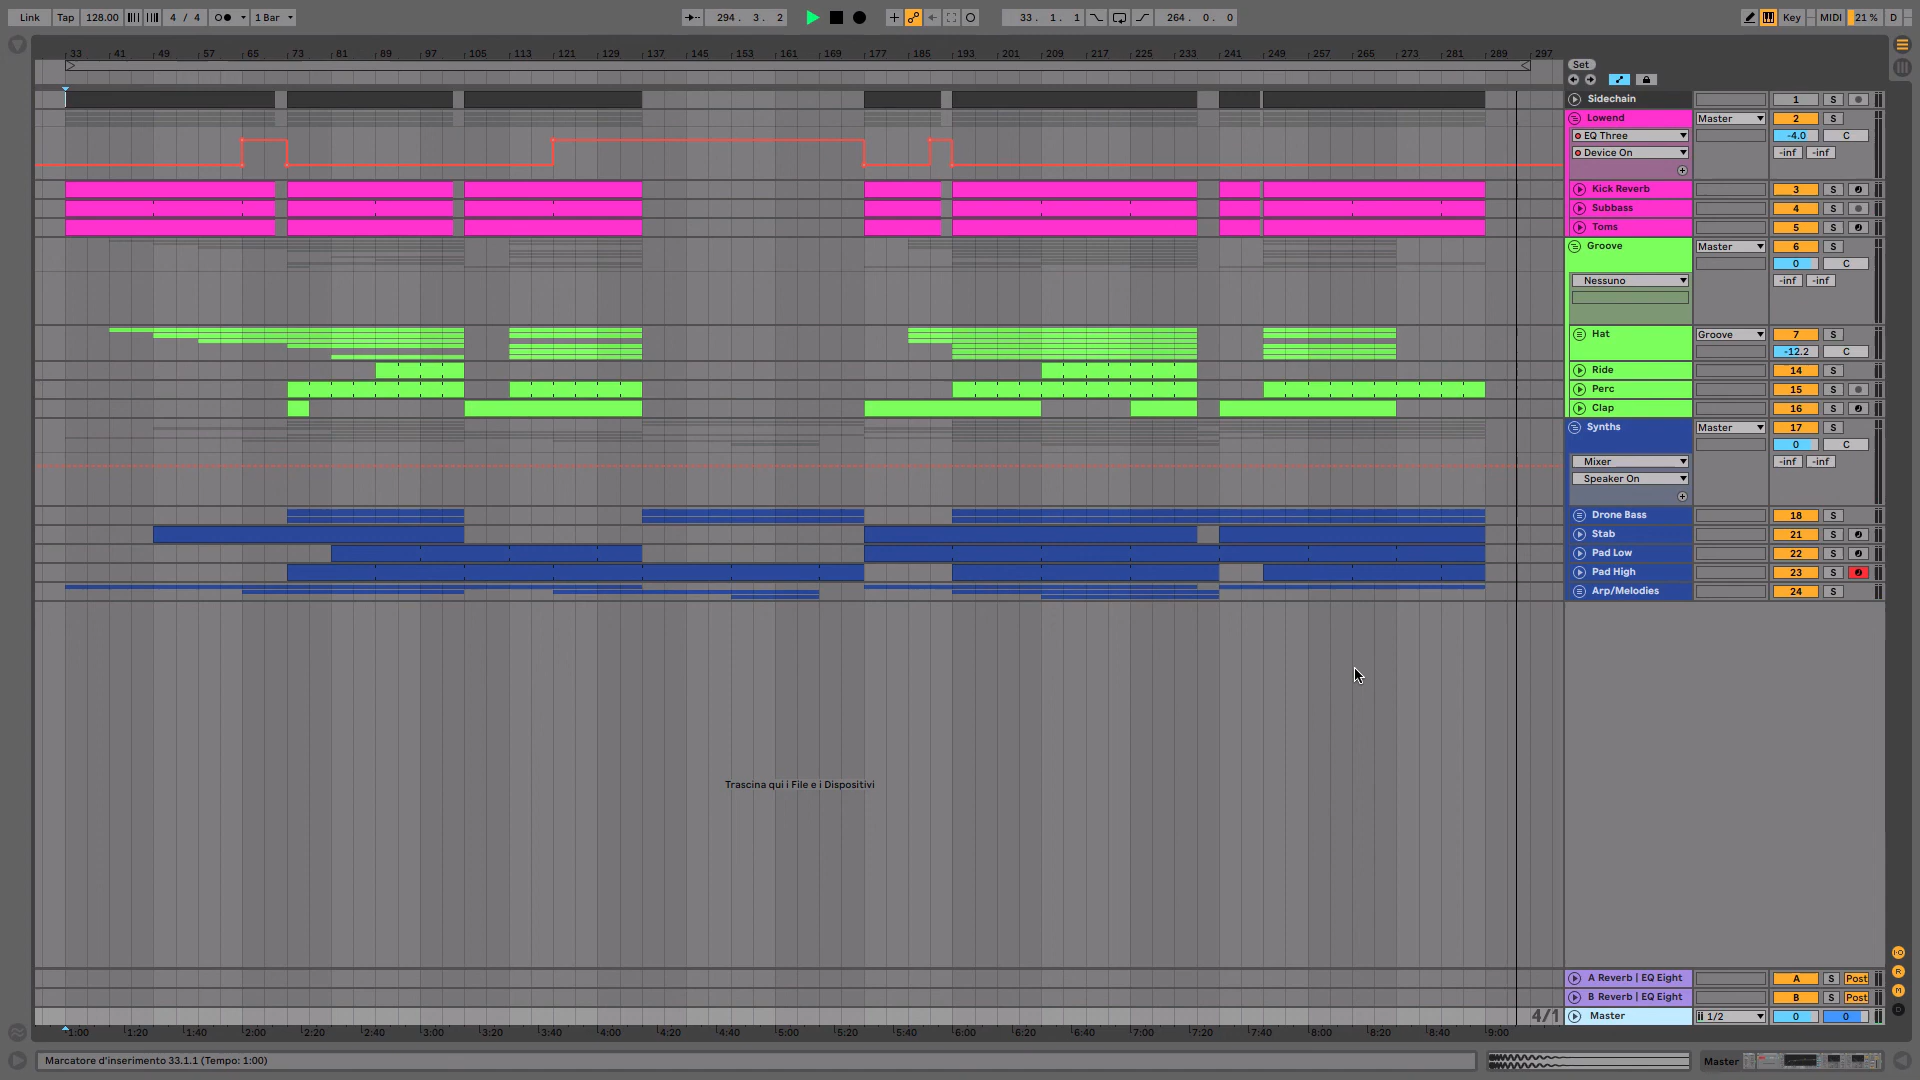 Link Tap 128.00 4 / 4 1 Bar 294. 3. 2 33. 1. 1 264. 0. 0 Key MIDI 21 % D
33 41 49 57 65 73 81 89 97 105 113 121 129 137 145 153 161 169 177 185 193 201 209 217 225 233 241 249 257 265 273 281 289 297
Set
Sidechain 1 S
Lowend Master 2 S
EQ Three -4.0 C
Device On -inf -inf
Kick Reverb 3 S
Subbass 4 S
Toms 5 S
Groove Master 6 S
0 C
Nessuno -inf -inf
Hat Groove 7 S
-12.2 C
Ride 14 S
Perc 15 S
Clap 16 S
Synths Master 17 S
0 C
Mixer -inf -inf
Speaker On
Drone Bass 18 S
Stab 21 S
Pad Low 22 S
Pad High 23 S
Arp/Melodies 24 S
Trascina qui i File e i Dispositivi
A Reverb | EQ Eight A S Post
B Reverb | EQ Eight B S Post
4/1 Master 1/2 0 0
1:00 1:20 1:40 2:00 2:20 2:40 3:00 3:20 3:40 4:00 4:20 4:40 5:00 5:20 5:40 6:00 6:20 6:40 7:00 7:20 7:40 8:00 8:20 8:40 9:00
Marcatore d'inserimento 33.1.1 (Tempo: 1:00) Master